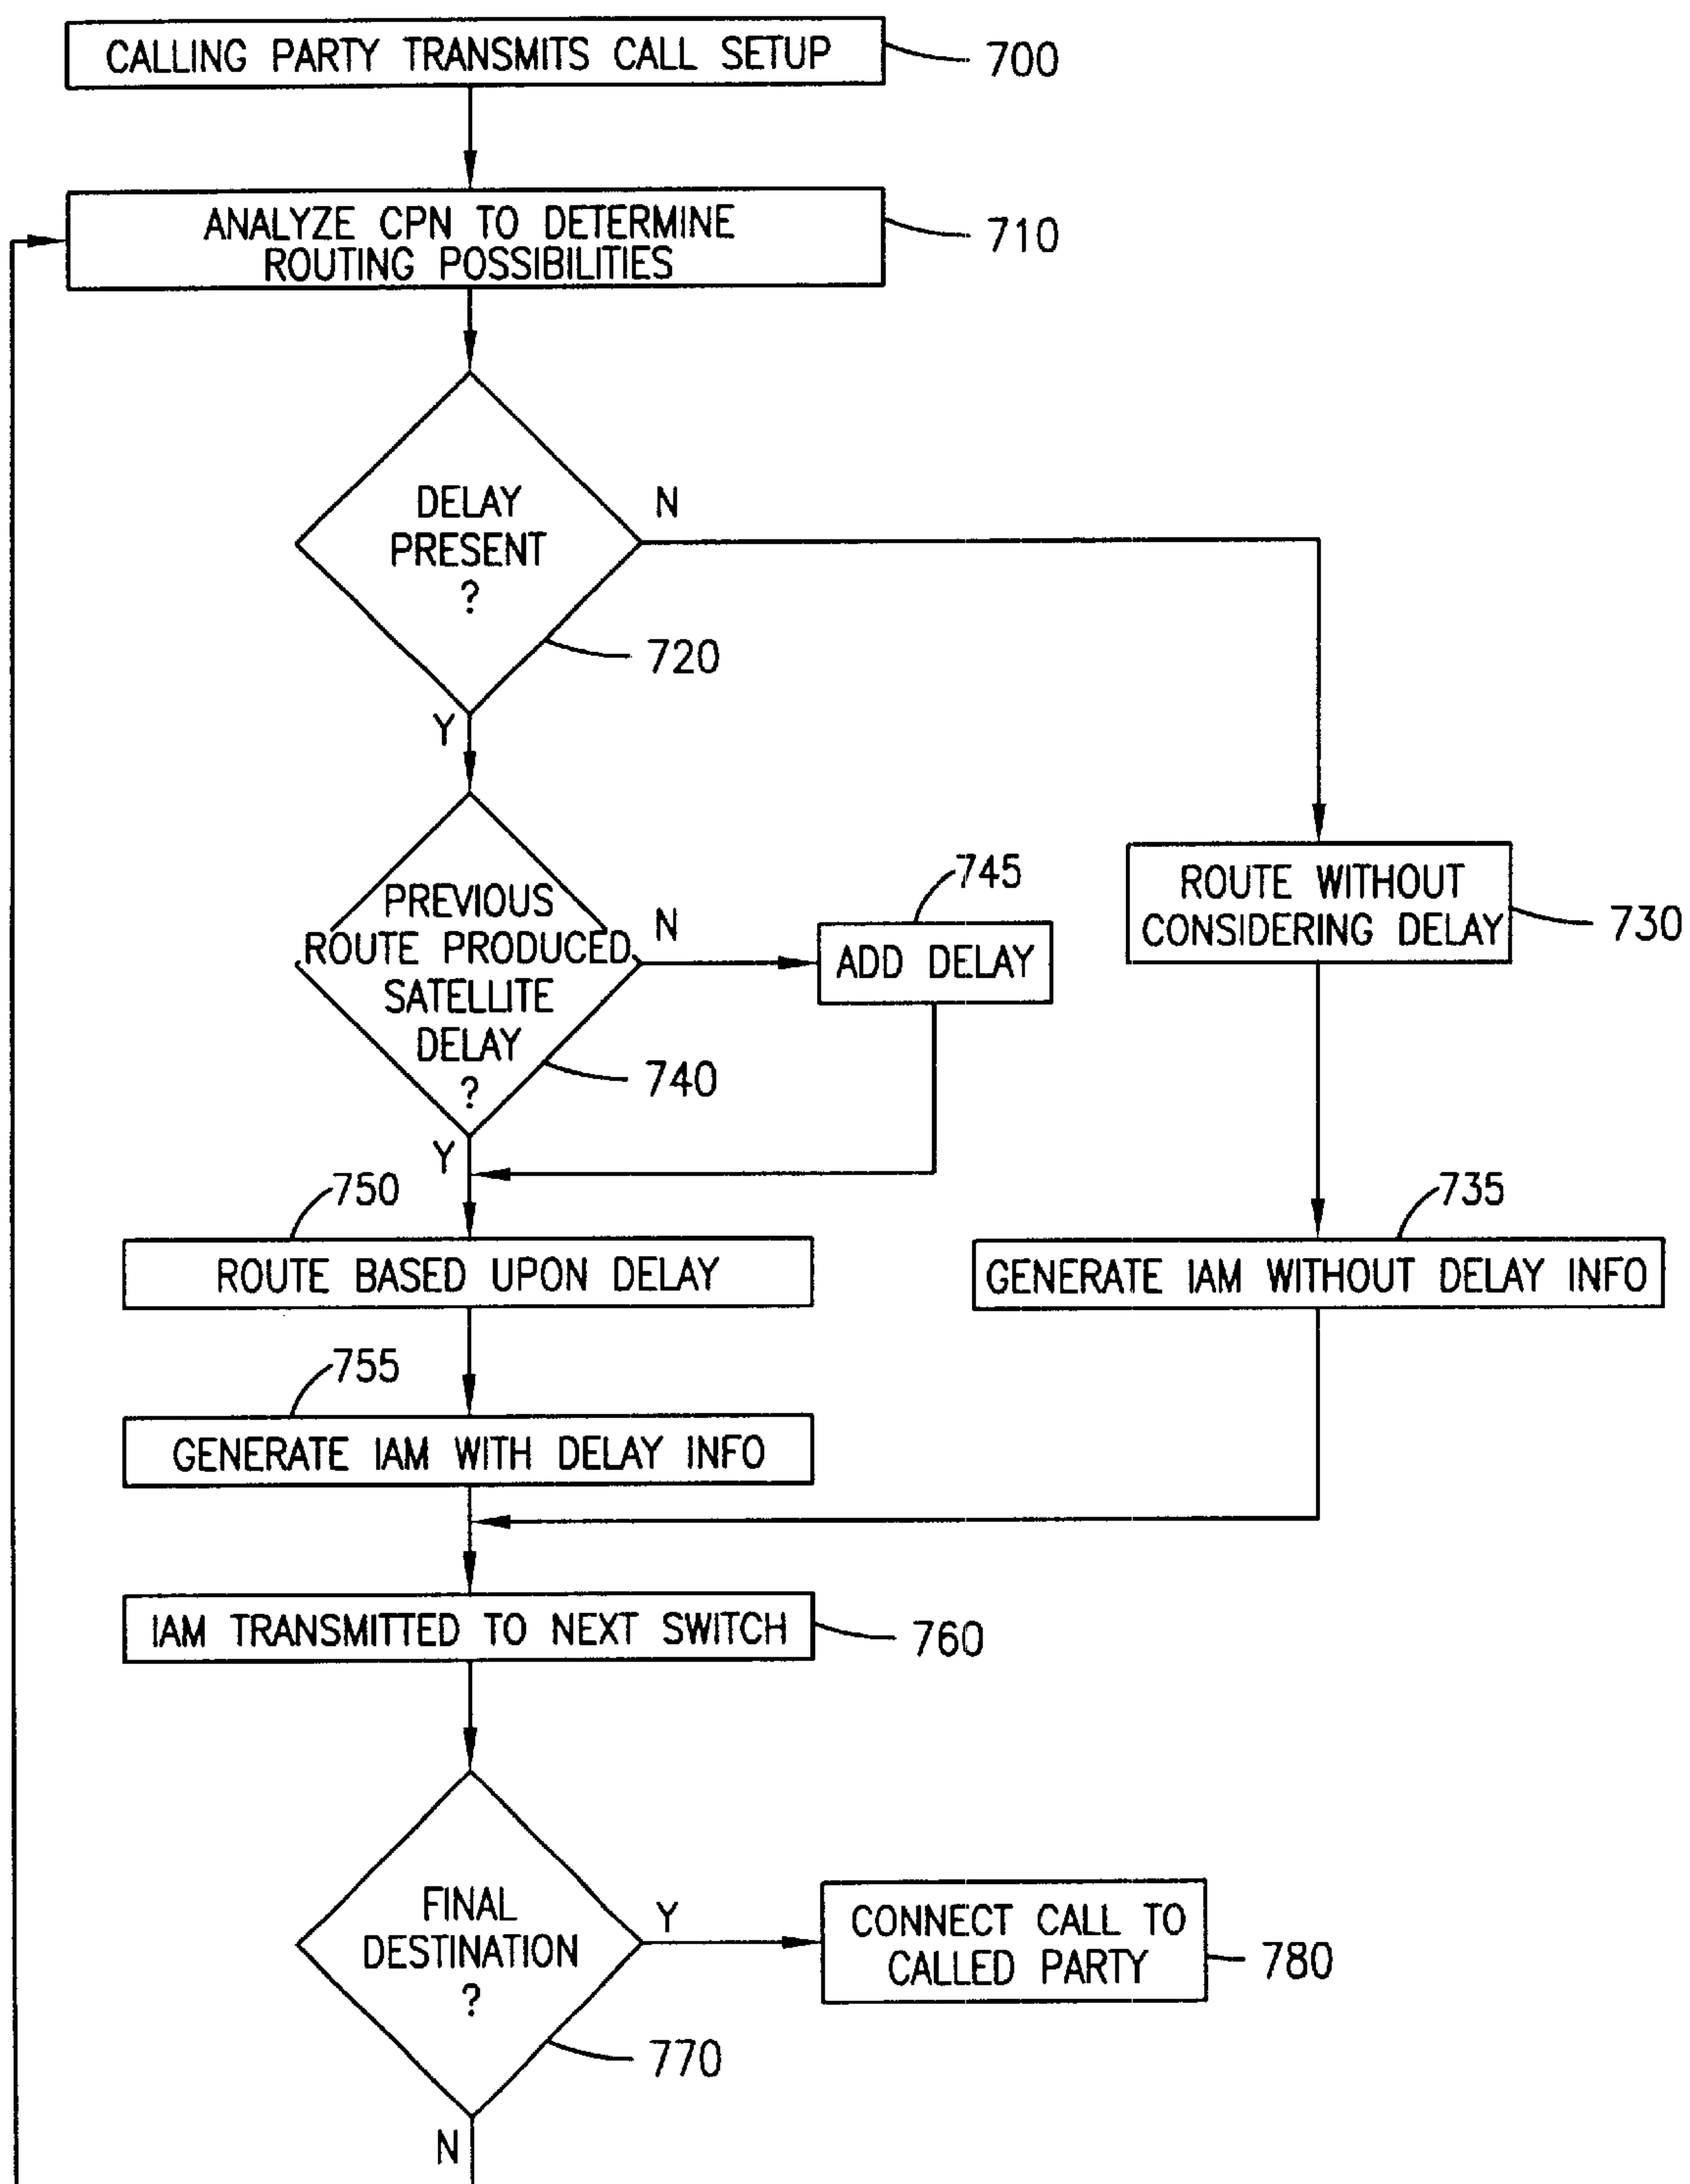 CALLING PARTY TRANSMITS CALL SETUP
700
ANALYZE CPN TO DETERMINE
ROUTING POSSIBILITIES
710
DELAY
PRESENT
?
N
720
Y
PREVIOUS
ROUTE PRODUCED
SATELLITE
DELAY
?
N
745
ADD DELAY
740
ROUTE WITHOUT
CONSIDERING DELAY
730
Y
750
ROUTE BASED UPON DELAY
735
GENERATE IAM WITHOUT DELAY INFO
755
GENERATE IAM WITH DELAY INFO
IAM TRANSMITTED TO NEXT SWITCH
760
FINAL
DESTINATION
?
Y
CONNECT CALL TO
CALLED PARTY
780
770
N